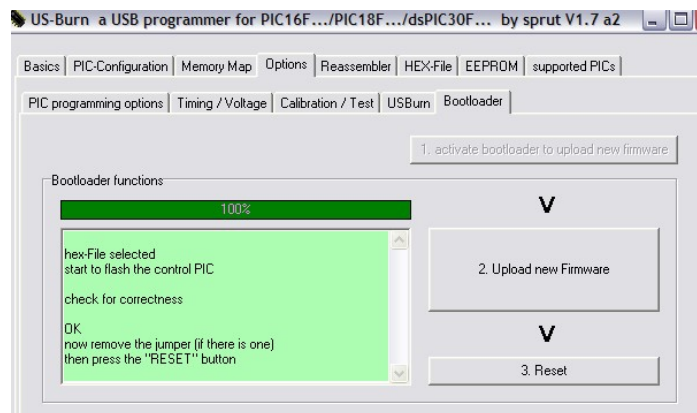 US-Burn a USB programmer for PIC16F.../PIC18F.../dsPIC30F... by sprut V1.7 a2
Basics PIC-Configuration Memory Map Options Reassembler HEX-File EEPROM supported PICs
PIC programming options Timing / Voltage Calibration / Test USBurn Bootloader
1. activate bootloader to upload new firmware
Bootloader functions
100%
V
hex-File selected
start to flash the control PIC
check for correctness
OK
now remove the jumper (if there is one)
then press the "RESET" button
2. Upload new Firmware
V
3. Reset